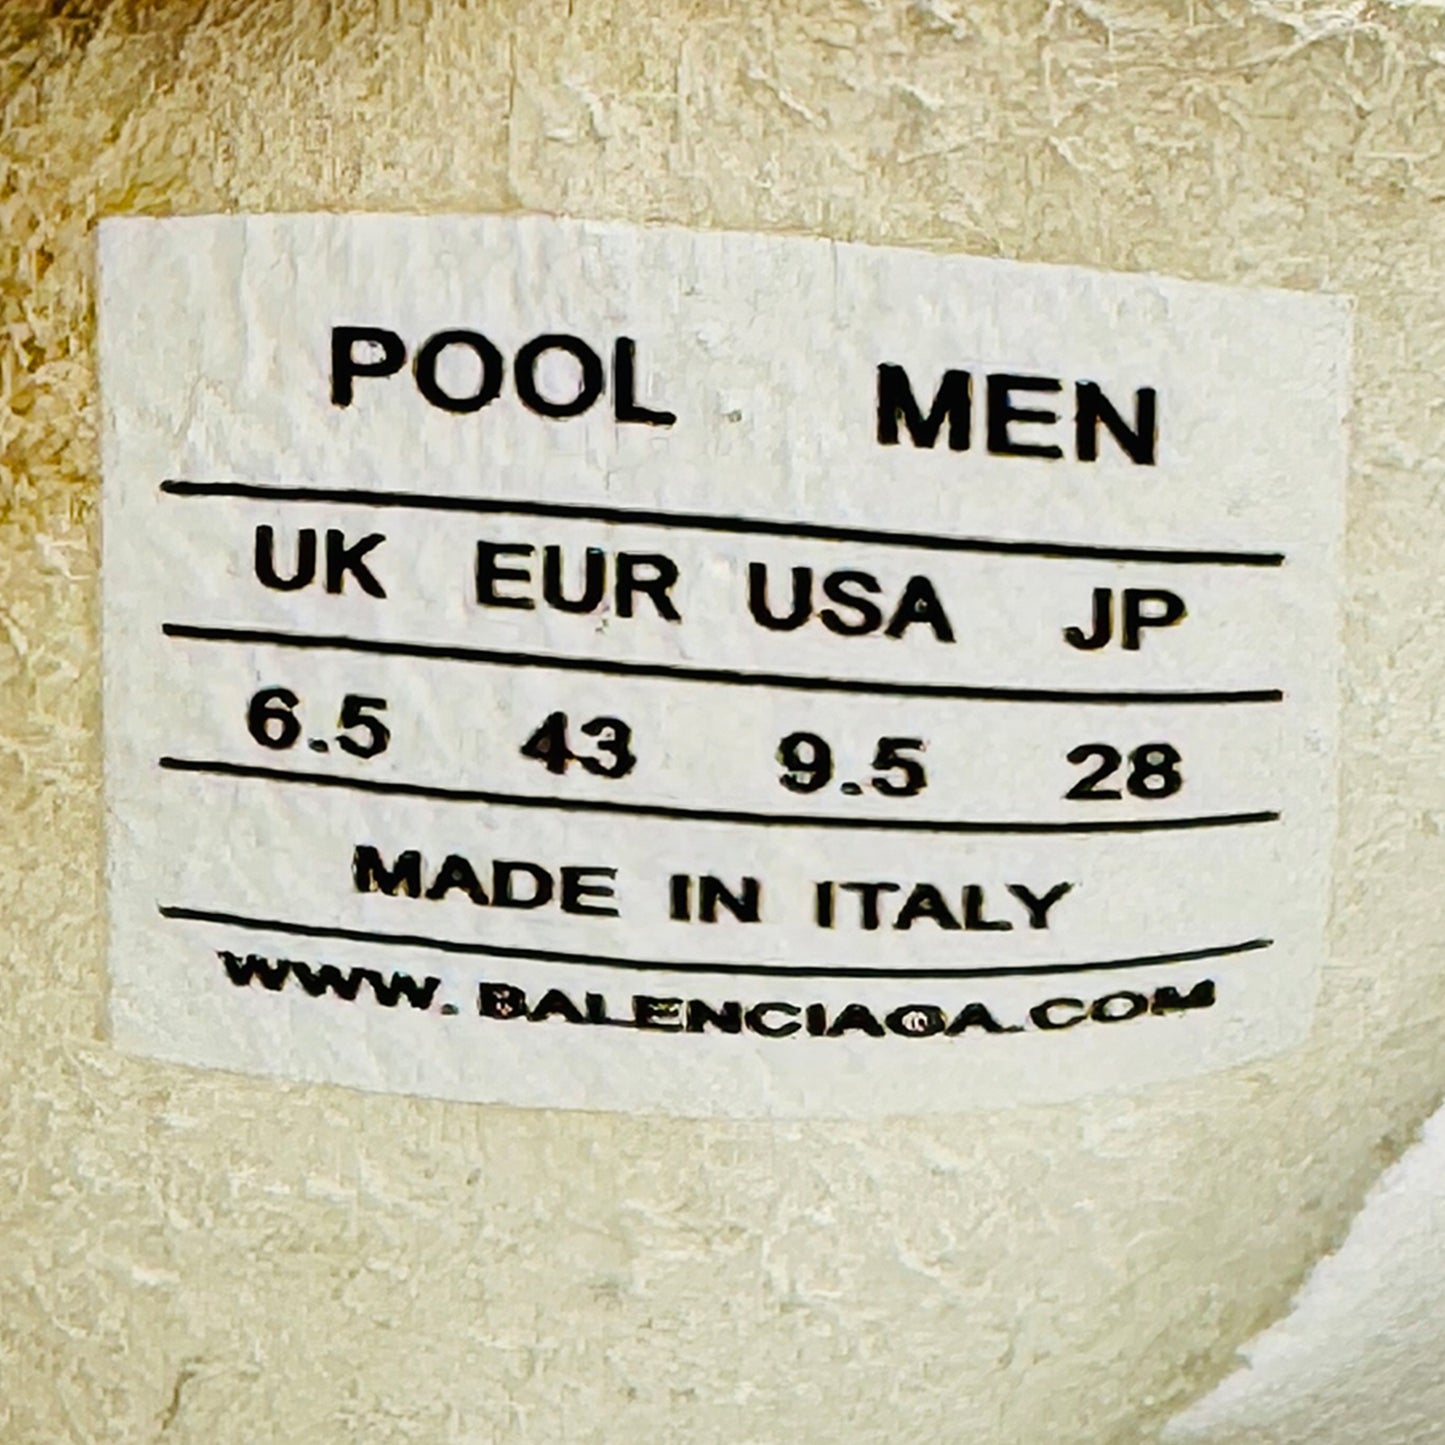 POOL MEN
UK EUR USA JP
6.5 43 9.5 28
MADE IN ITALY
WWW.BALENCIAGA.COM